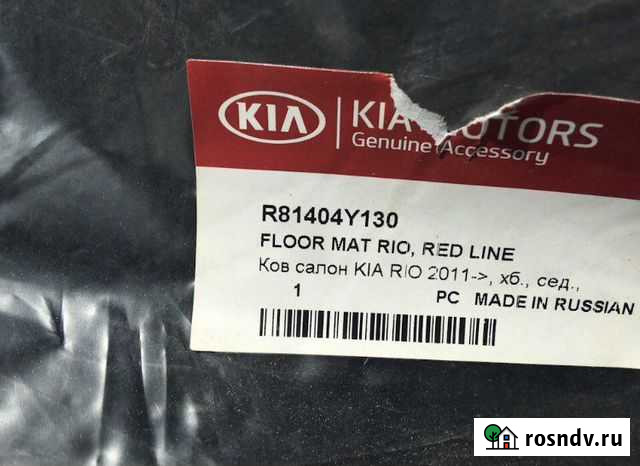 KIA
KIA MOTORS
Genuine Accessory
R81404Y130
FLOOR MAT RIO, RED LINE
Ков салон KIA RIO 2011->, хб., сед.,
1 PC MADE IN RUSSIAN
rosndv.ru